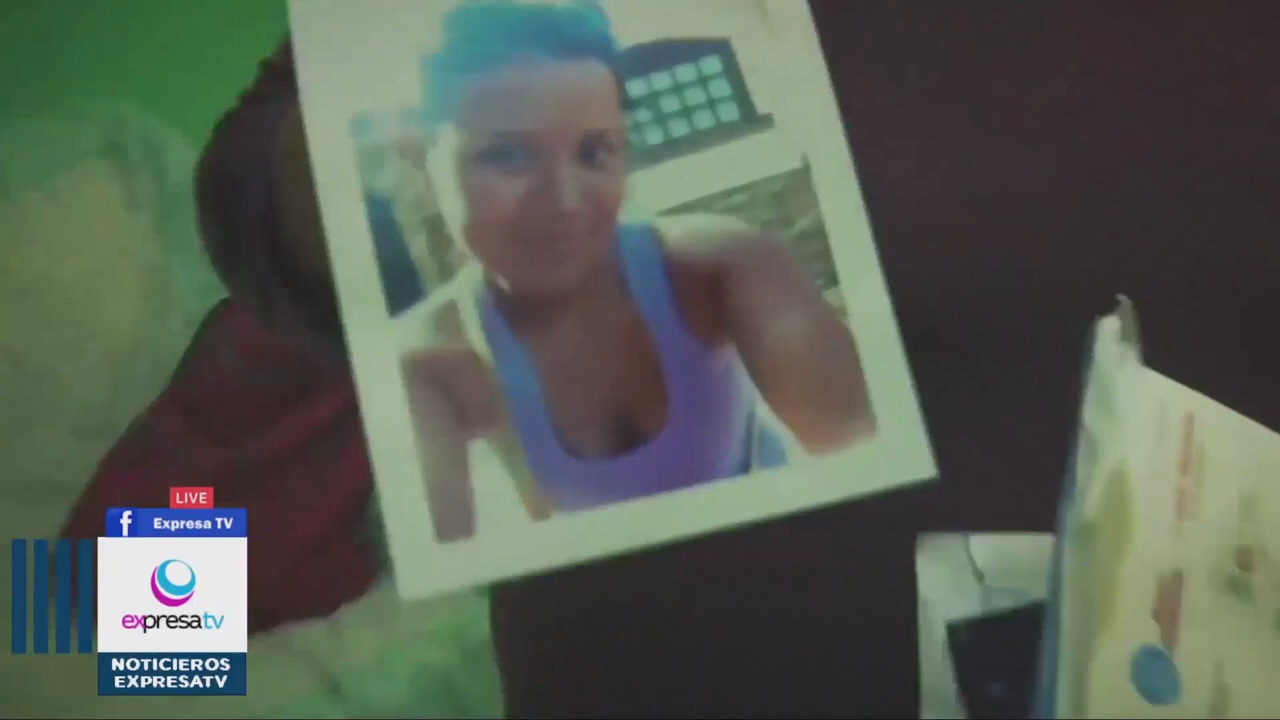 LIVE
f Expresa TV
expresatv
NOTICIEROS
EXPRESATV